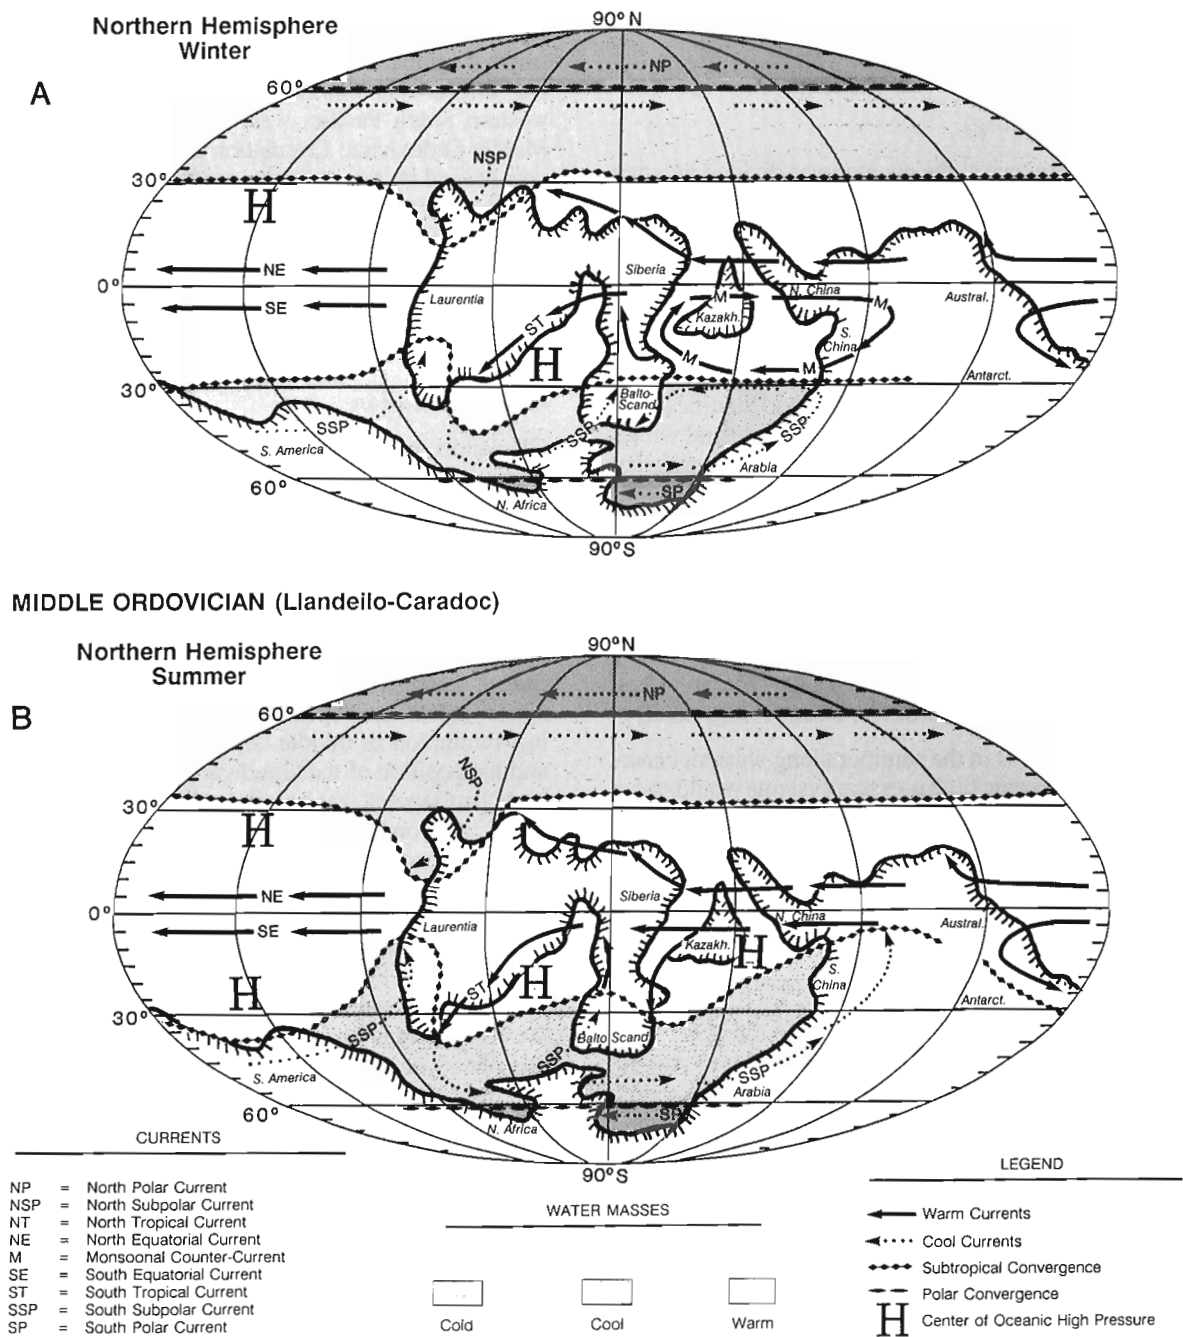 Northern Hemisphere
Winter
A
90° N
NP
60°
NSP
30°
H
Siberia
NE
0°
N. China
M
M
Laurentia
Austral.
Kazakh.
SE
ST
S.
China
H
M
M
Antarct.
30°
Balto-
Scand.
SSP
SSP
SSP
S. America
Arabia
60°
SP
N. Africa
90°S
MIDDLE ORDOVICIAN (Llandeilo-Caradoc)
Northern Hemisphere
Summer
B
90°N
NP
60°
NSP
30°
H
Siberia
NE
0°
N. China
Laurentia
Austral.
SE
Kazakh.
H
S.
China
H
H
ST
Antarct.
30°
SSP
Balto Scand.
SSP
SSP
S. America
Arabia
60°
SP
N. Africa
90°S
CURRENTS
NP = North Polar Current
NSP = North Subpolar Current
NT = North Tropical Current
NE = North Equatorial Current
M = Monsoonal Counter-Current
SE = South Equatorial Current
ST = South Tropical Current
SSP = South Subpolar Current
SP = South Polar Current
WATER MASSES
Cold
Cool
Warm
LEGEND
Warm Currents
Cool Currents
Subtropical Convergence
Polar Convergence
H Center of Oceanic High Pressure